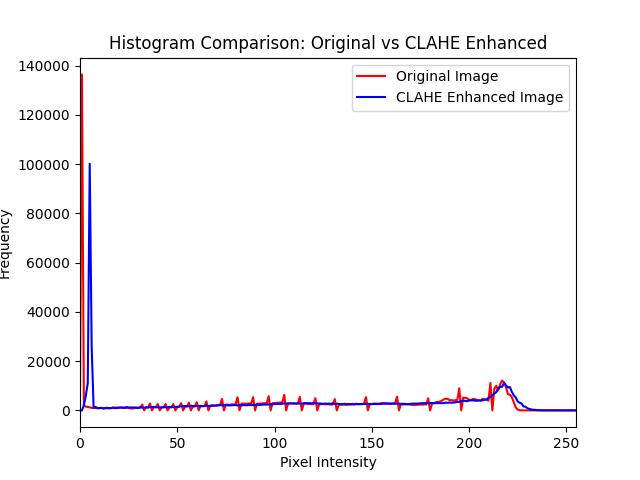 Histogram Comparison: Original vs CLAHE Enhanced
140000
120000
100000
80000
60000
40000
20000
0
Frequency
Original Image
CLAHE Enhanced Image
0 50 100 150 200 250
Pixel Intensity